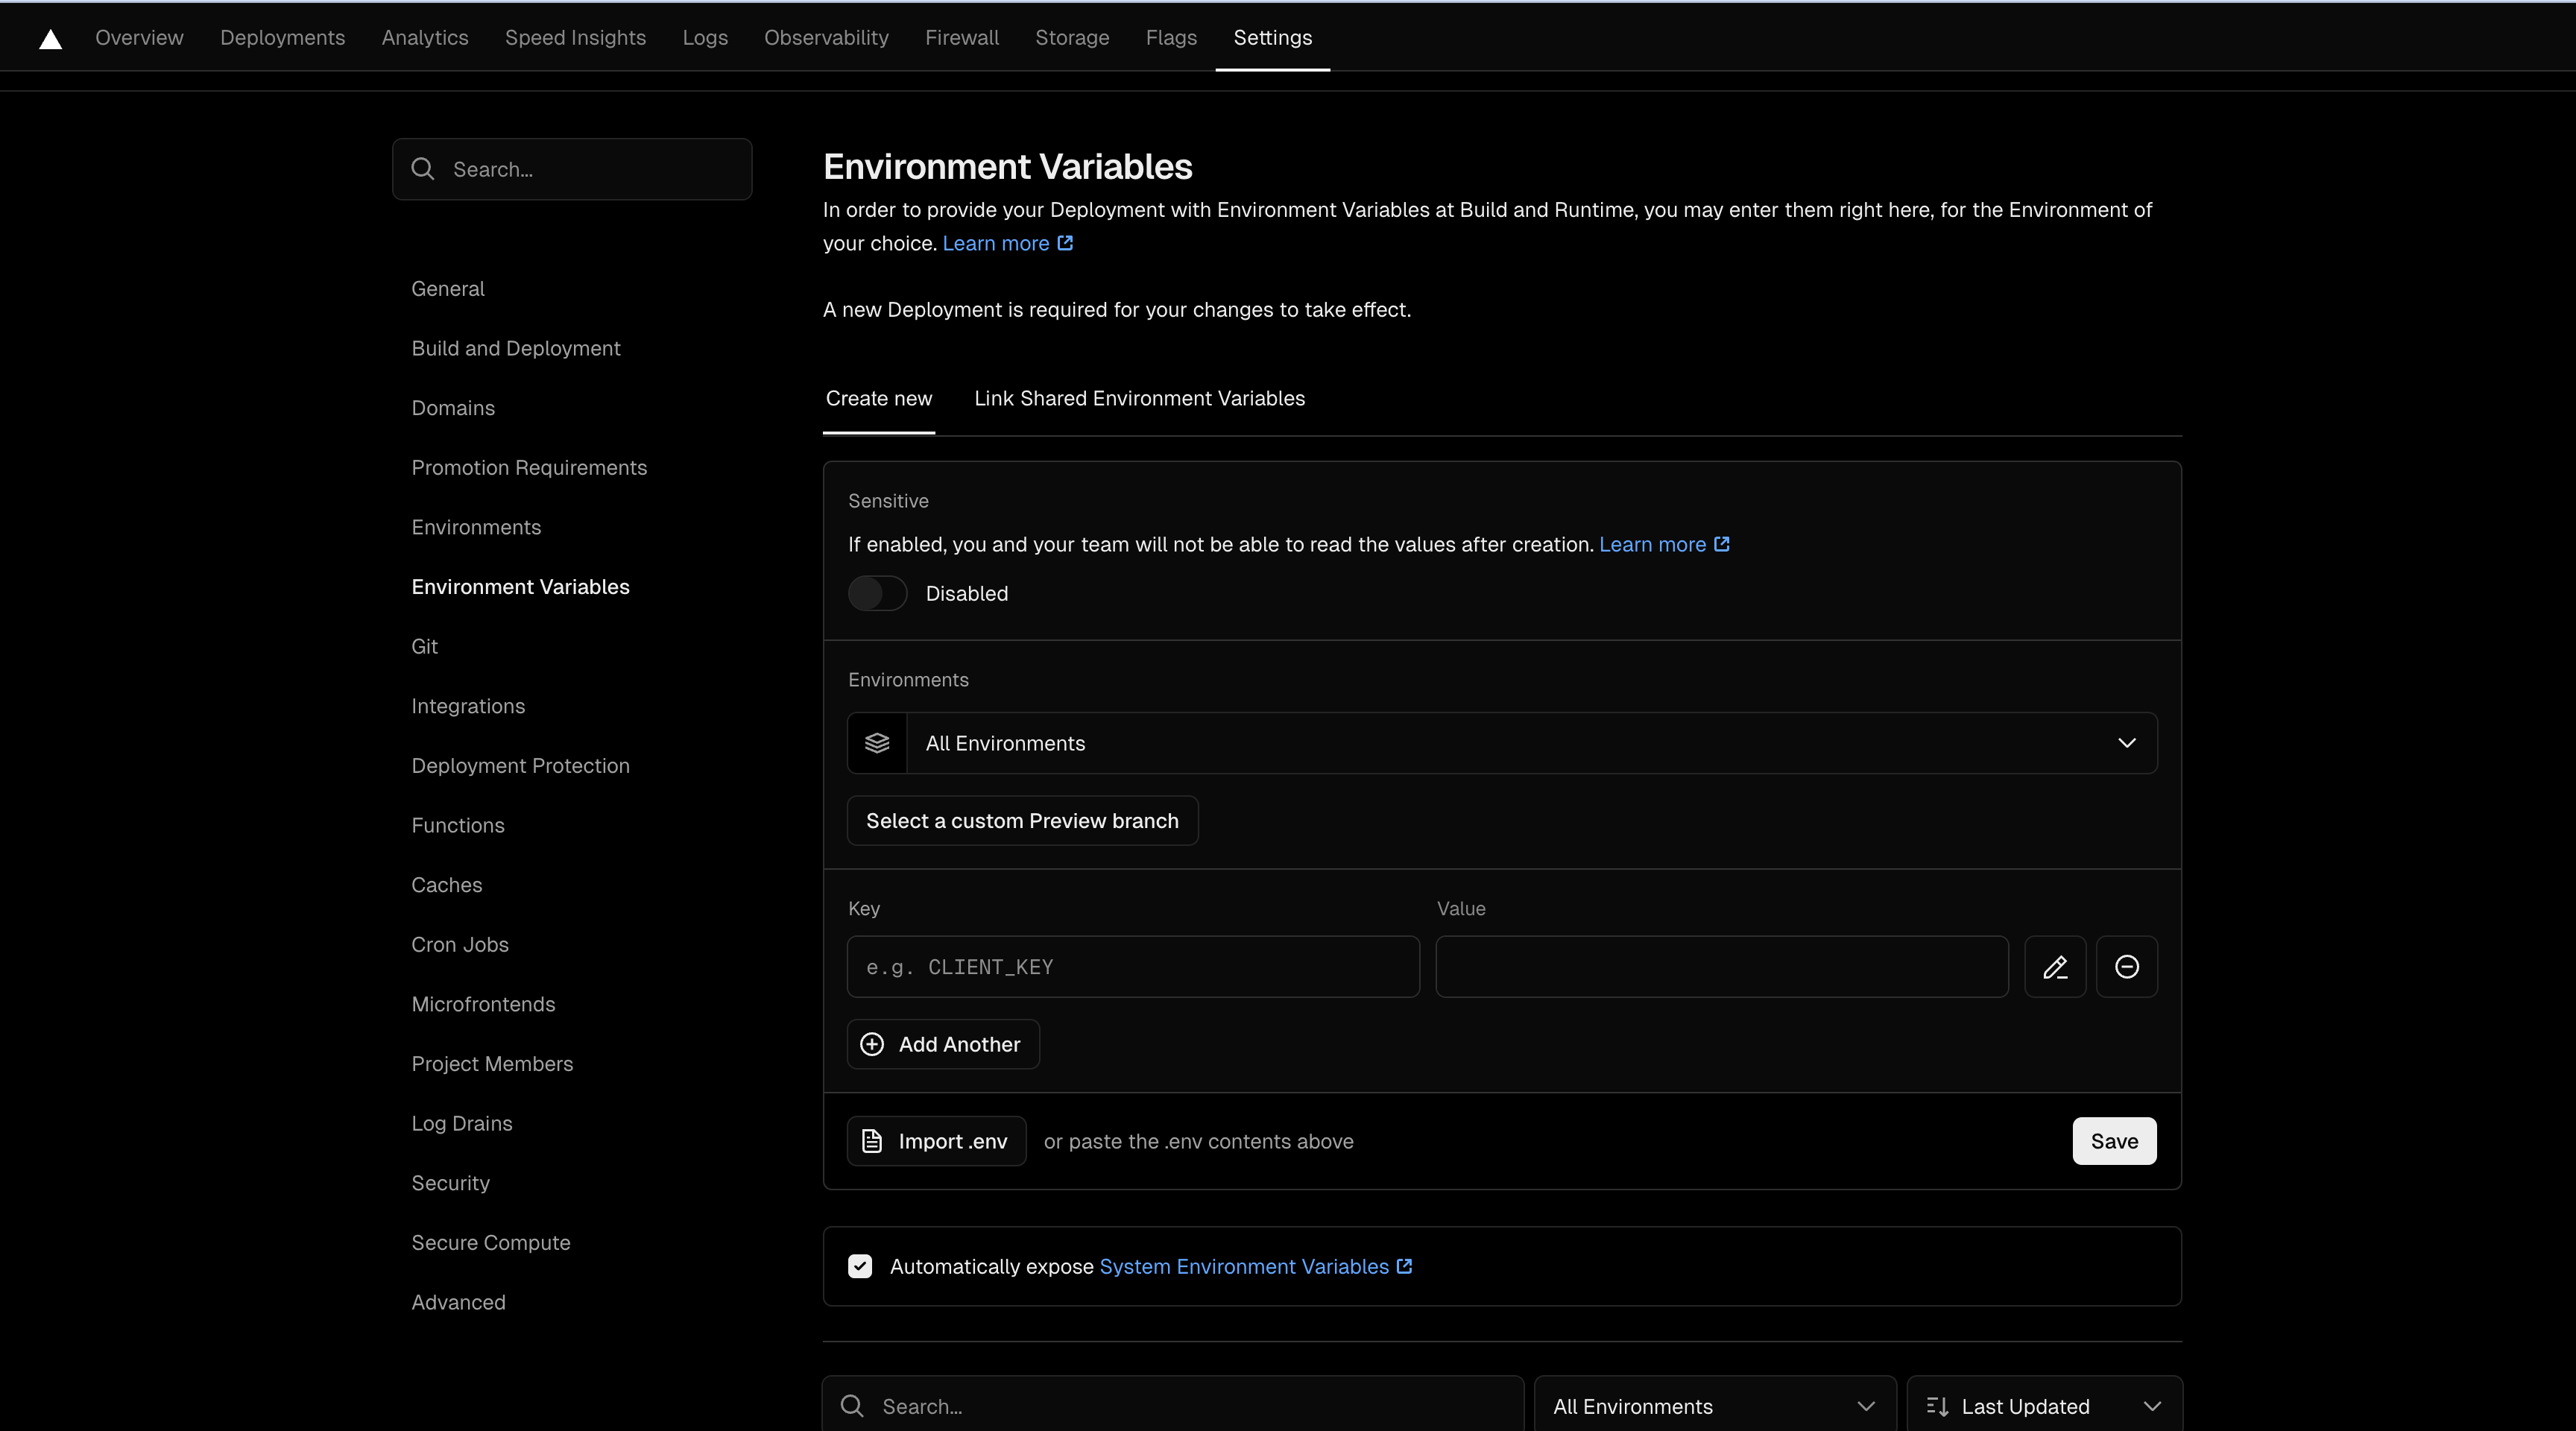 Overview
Deployments
Analytics
Speed Insights
Logs
Observability
Firewall
Storage
Flags
Settings
Search...
General
Build and Deployment
Domains
Promotion Requirements
Environments
Environment Variables
Git
Integrations
Deployment Protection
Functions
Caches
Cron Jobs
Microfrontends
Project Members
Log Drains
Security
Secure Compute
Advanced
Environment Variables
In order to provide your Deployment with Environment Variables at Build and Runtime, you may enter them right here, for the Environment of
your choice. Learn more
A new Deployment is required for your changes to take effect.
Create new
Link Shared Environment Variables
Sensitive
If enabled, you and your team will not be able to read the values after creation. Learn more
Disabled
Environments
All Environments
Select a custom Preview branch
Key
Value
e.g. CLIENT_KEY
Add Another
Import .env
or paste the .env contents above
Save
Automatically expose System Environment Variables
Search...
All Environments
Last Updated